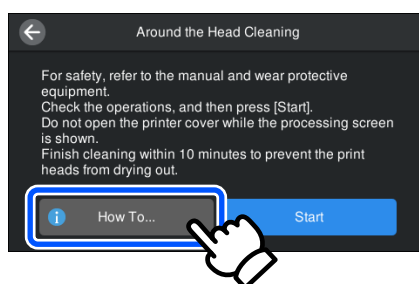 Around the Head Cleaning
For safety, refer to the manual and wear protective
equipment.
Check the operations, and then press [Start].
Do not open the printer cover while the processing screen
is shown.
Finish cleaning within 10 minutes to prevent the print
heads from drying out.
How To...
Start